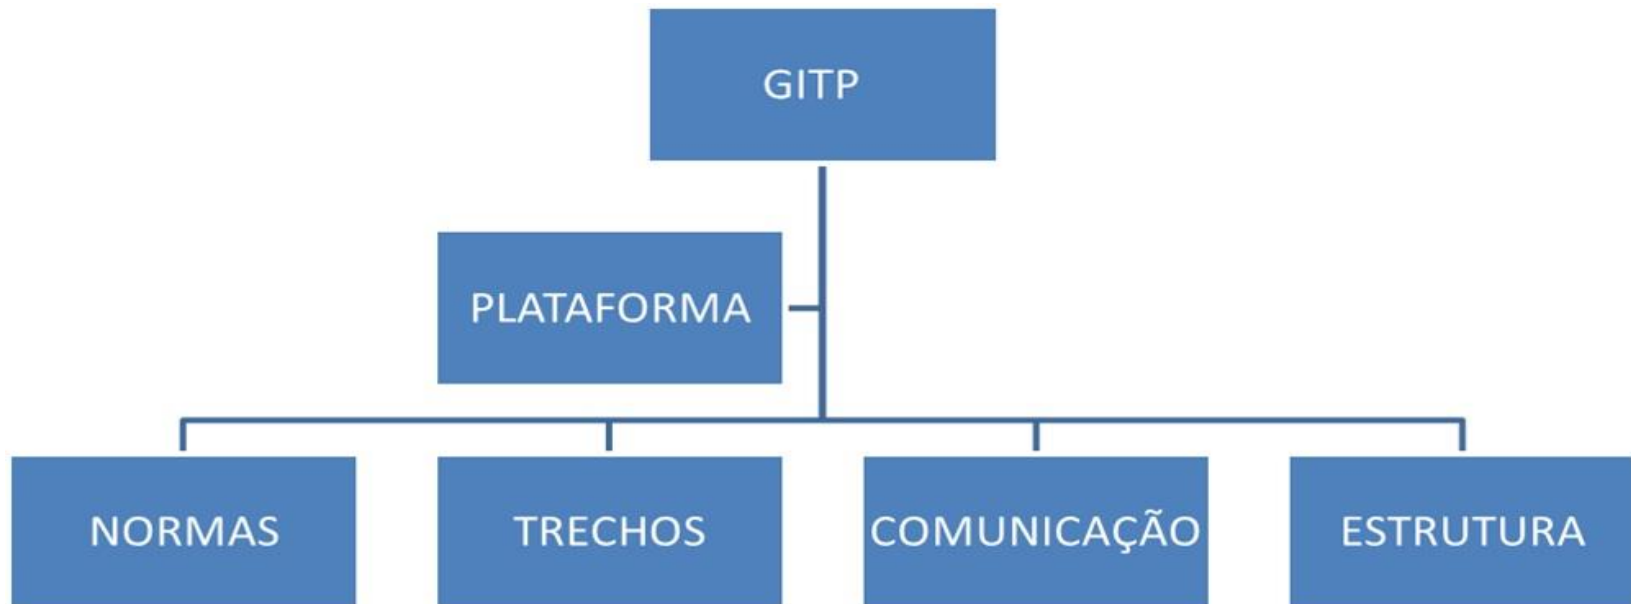 GITP
PLATAFORMA
NORMAS
TRECHOS
COMUNICAÇÃO
ESTRUTURA